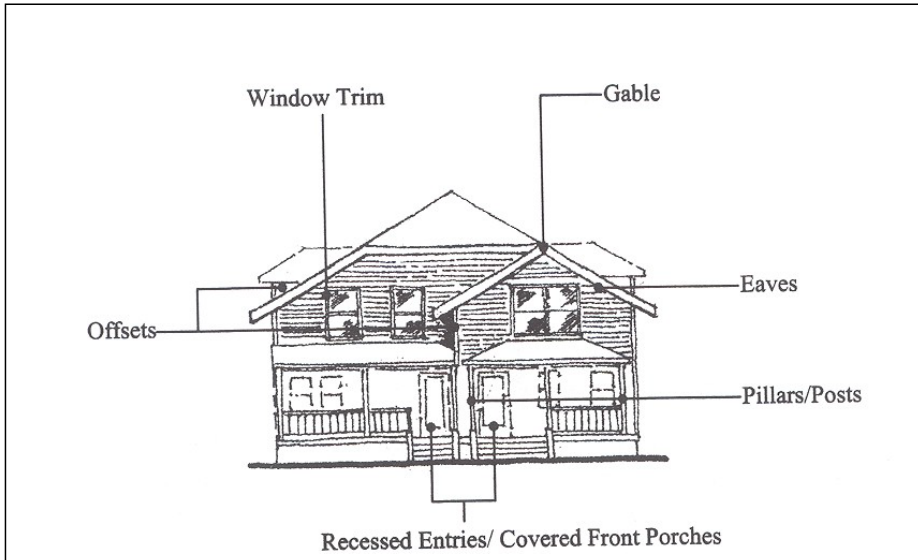 Window Trim
Gable
Eaves
Offsets
Pillars/Posts
Recessed Entries/ Covered Front Porches